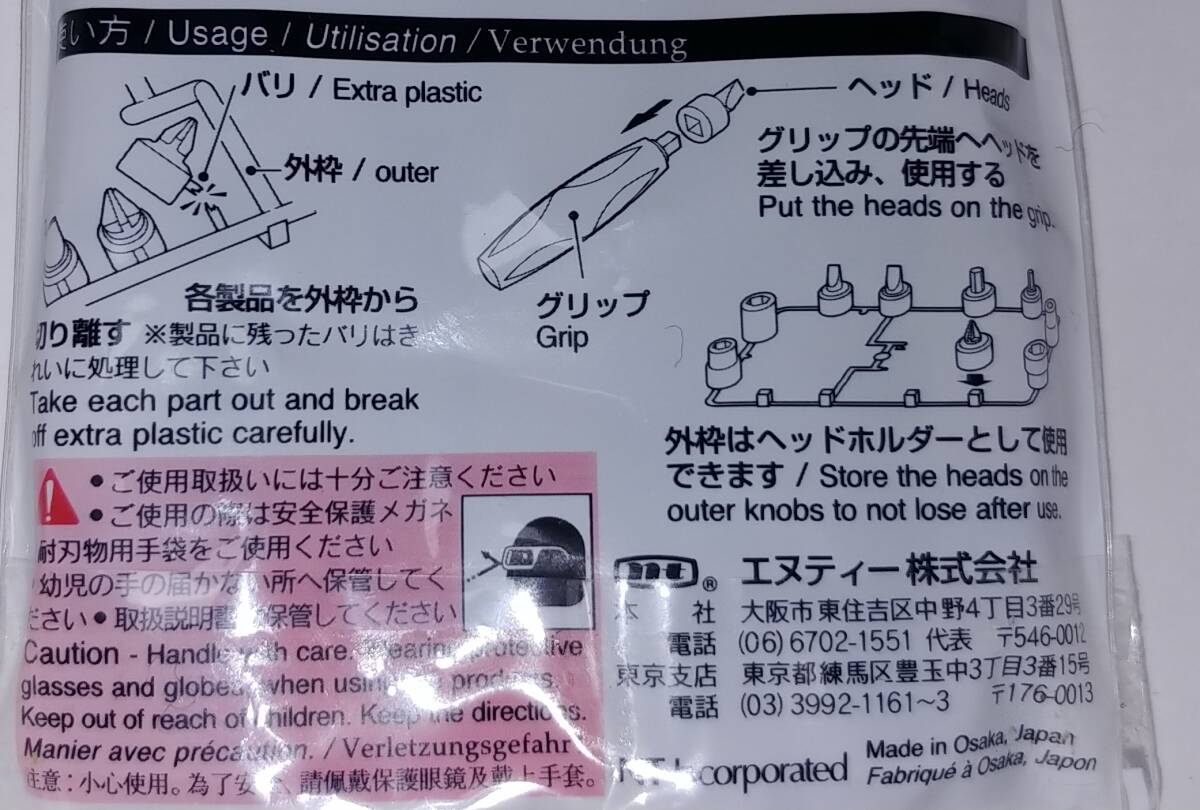 い方 / Usage / Utilisation / Verwendung
バリ / Extra plastic
外枠 / outer
各製品を外枠から
切り離す ※製品に残ったバリはき
れいに処理して下さい
Take each part out and break
off extra plastic carefully.
ヘッド / Heads
グリップの先端へヘッドを
差し込み、使用する
Put the heads on the grip.
グリップ
Grip
外枠はヘッドホルダーとして使用
できます / Store the heads on the
outer knobs to not lose after use.
●ご使用取扱いには十分ご注意ください
●ご使用の際は安全保護メガネ
耐刃物用手袋をご使用ください
幼児の手の届かない所へ保管してく
ださい●取扱説明書 保管してください
Caution - Handle with care. Wearing protective
glasses and globes, when using products.
Keep out of reach of children. Keep the directions.
Manier avec précaution. / Verletzungsgefahr
注意:小心使用。為了安 請佩戴保護眼鏡及戴上手套。
nt® エヌティー株式会社
本社 大阪市東住吉区中野4丁目3番29号
電話 (06) 6702-1551 代表 〒546-0012
東京支店 東京都練馬区豊玉中3丁目3番15号
電話 (03) 3992-1161~3 〒176-0013
NT Incorporated
Made in Osaka, Japan
Fabriqué à Osaka, Japon